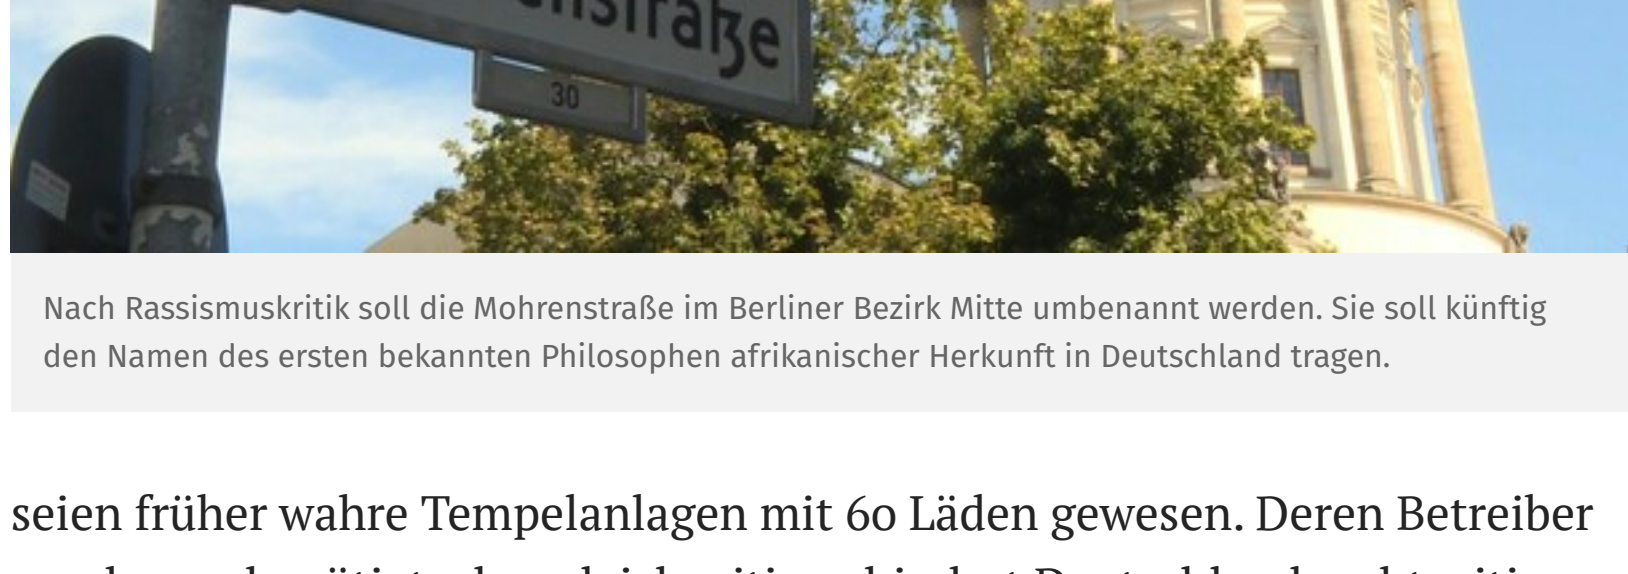 enstraße
30
Nach Rassismuskritik soll die Mohrenstraße im Berliner Bezirk Mitte umbenannt werden. Sie soll künftig
den Namen des ersten bekannten Philosophen afrikanischer Herkunft in Deutschland tragen.
seien früher wahre Tempelanlagen mit 60 Läden gewesen. Deren Betreiber